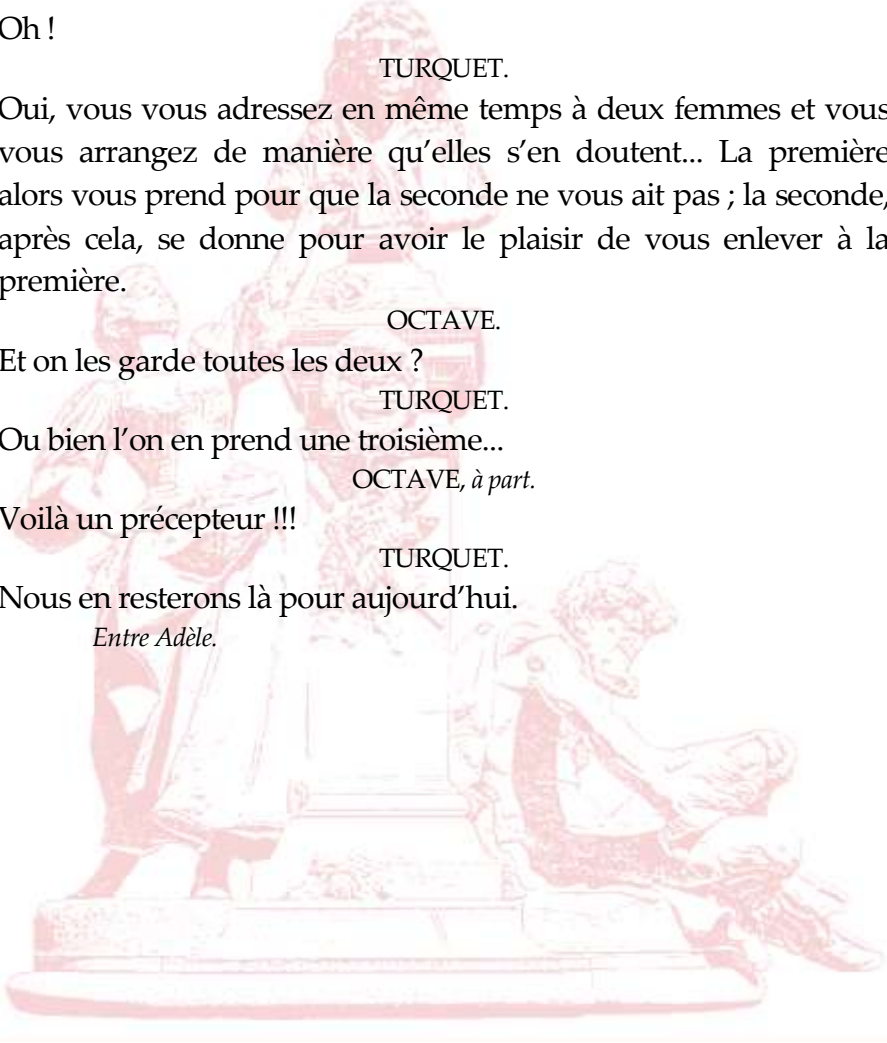 Oh !
TURQUET.
Oui, vous vous adressez en même temps à deux femmes et vous
vous arrangez de manière qu’elles s’en doutent... La première
alors vous prend pour que la seconde ne vous ait pas ; la seconde,
après cela, se donne pour avoir le plaisir de vous enlever à la
première.
OCTAVE.
Et on les garde toutes les deux ?
TURQUET.
Ou bien l’on en prend une troisième...
OCTAVE, à part.
Voilà un précepteur !!!
TURQUET.
Nous en resterons là pour aujourd’hui.
Entre Adèle.